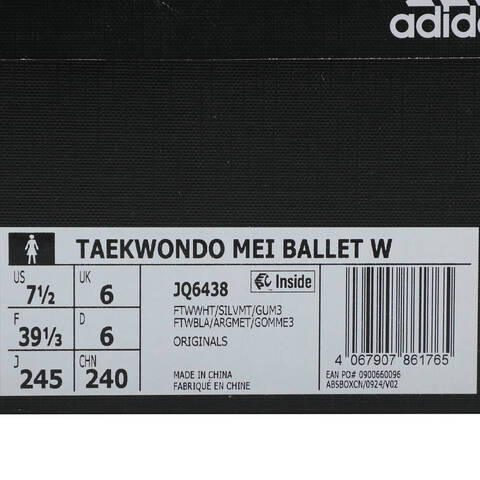 adidas
TAEKWONDO MEI BALLET W
US 7½ UK 6
F 39⅓ D 6
J 245 CHN 240
JQ6438 Inside
FTWWHT/SILVMT/GUM3
FTWBLA/ARGMET/GOMME3
ORIGINALS
MADE IN CHINA
FABRIQUÉ EN CHINE
4 067907 861765
EAN PO# 0900660096
ABSBOXCN/0924/V02